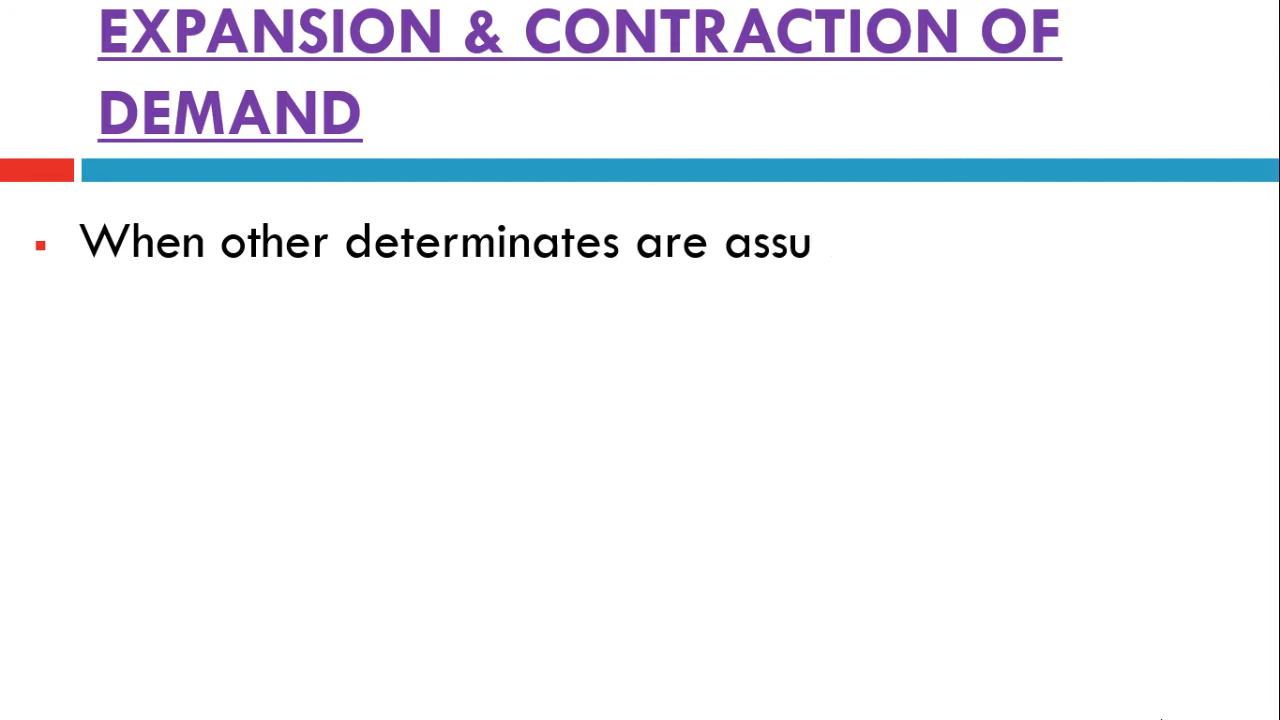 EXPANSION & CONTRACTION OF
DEMAND
When other determinates are assu